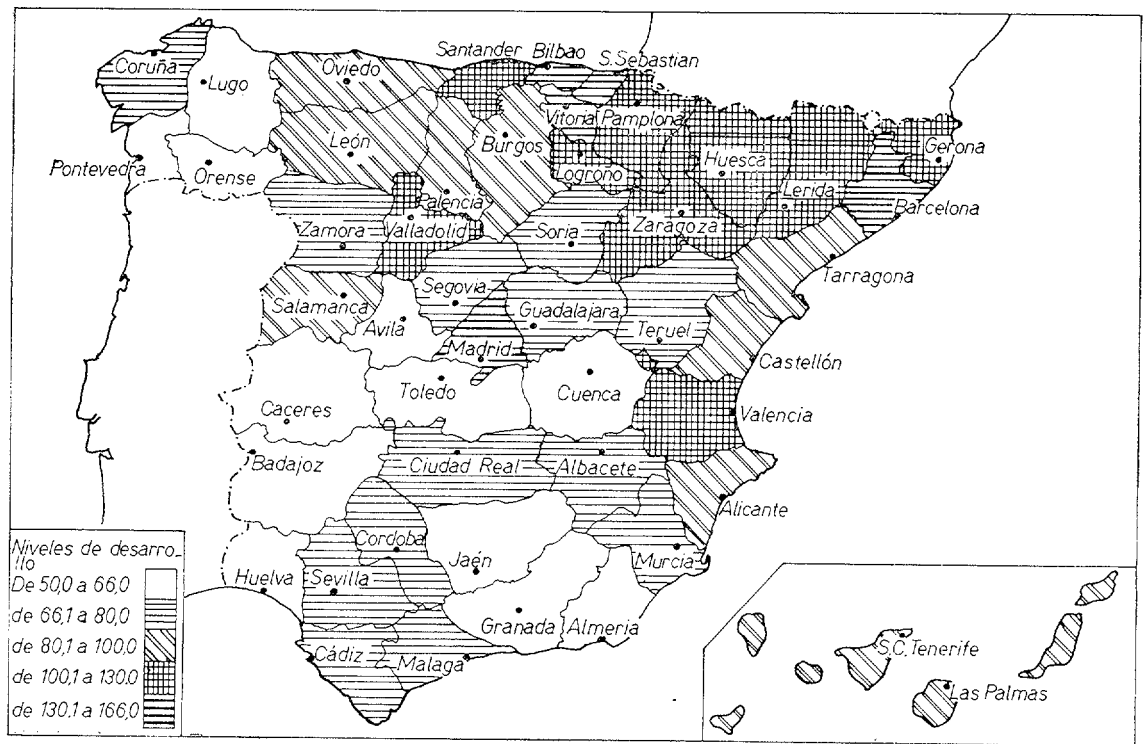 Santander Bilbao
S. Sebastian
Coruña
Lugo
Oviedo
Vitoria
Pamplona
León
Burgos
Huesca
Gerona
Pontevedra
Orense
Logroño
Lerida
Palencia
Barcelona
Zamora
Valladolid
Soria
Zaragoza
Tarragona
Salamanca
Segovia
Guadalajara
Avila
Teruel
Madrid
Castellón
Toledo
Cuenca
Caceres
Valencia
Badajoz
Ciudad Real
Albacete
Alicante
Cordoba
Jaén
Murcia
Huelva
Sevilla
Granada
Almeria
Cádiz
Malaga
S.C. Tenerife
Las Palmas
Niveles de desarro_
llo
De 50,0 a 66,0
de 66,1 a 80,0
de 80,1 a 100,0
de 100,1 a 130,0
de 130,1 a 166,0